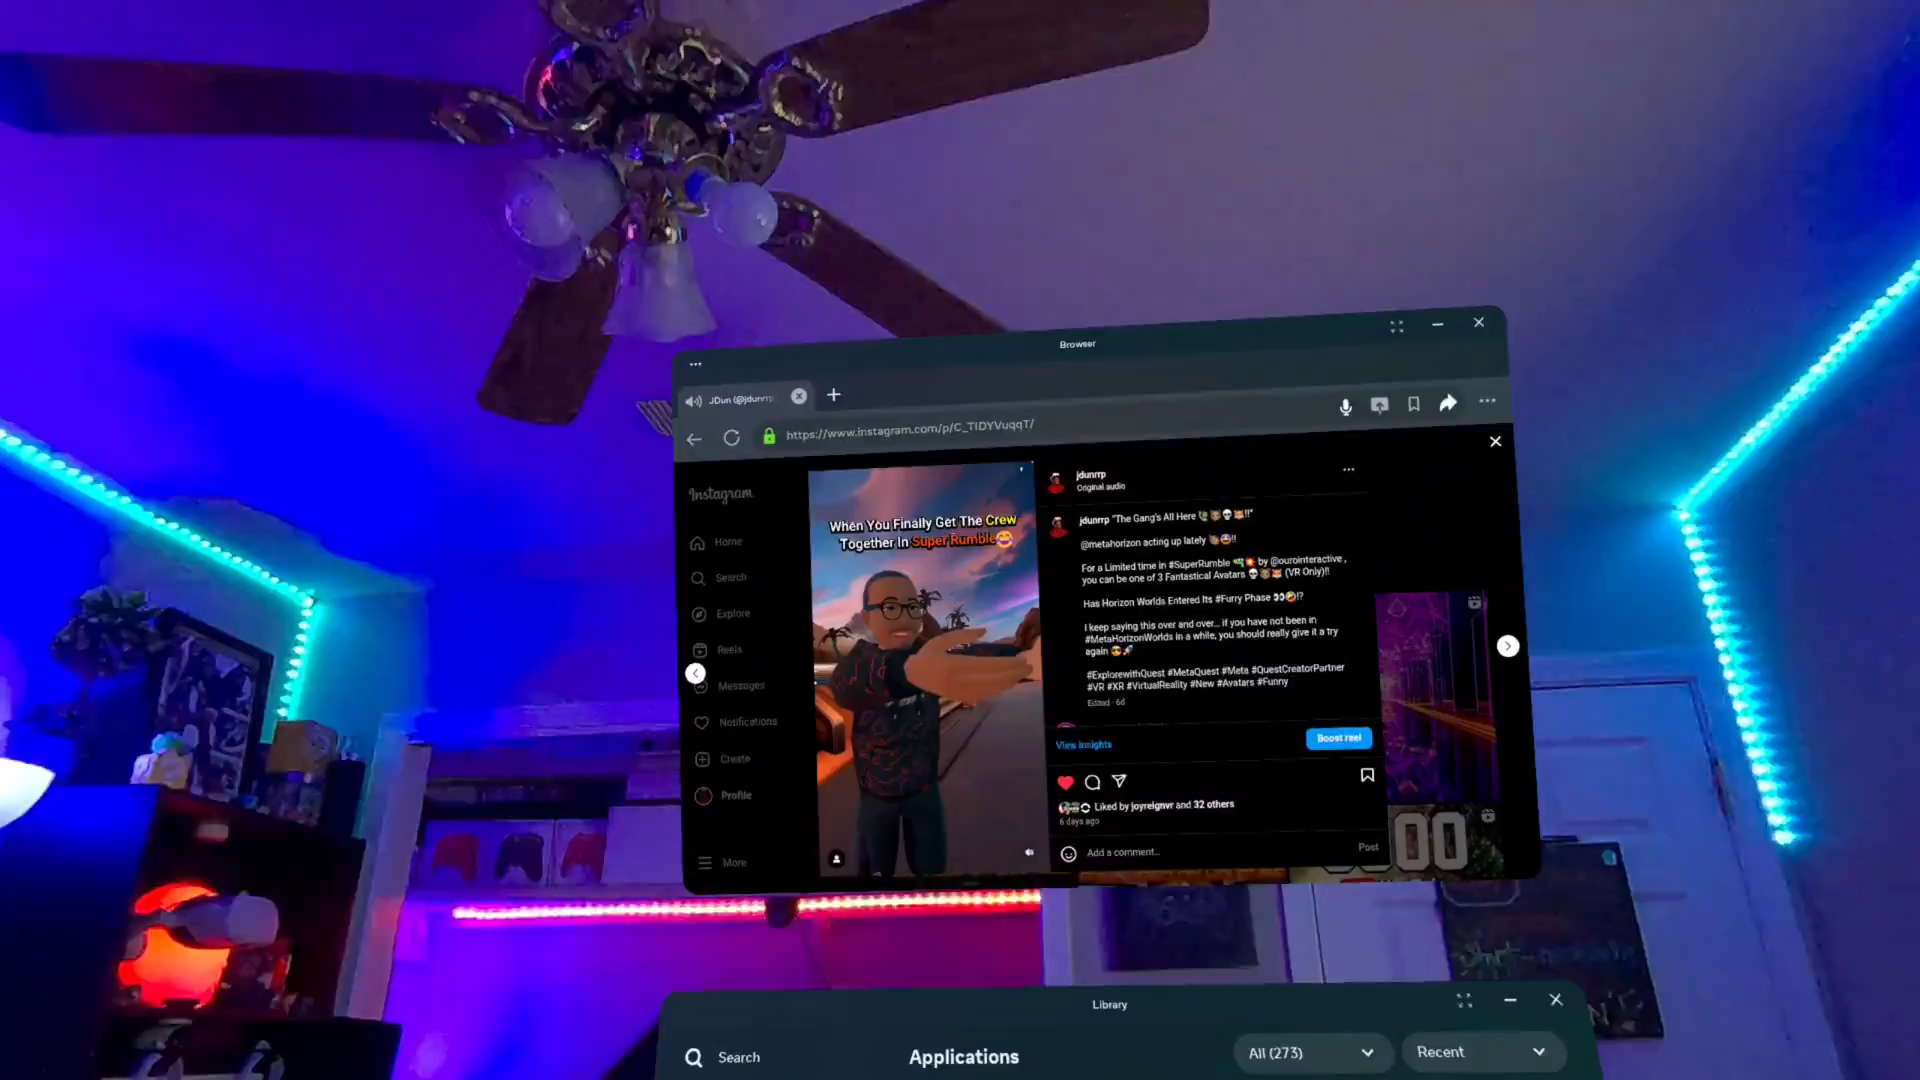 Browser
JDun (@jdunrrp
https://www.instagram.com/p/C_TIDYVuqqT/
Instagram
Home
Search
Explore
Reels
Messages
Notifications
Create
Profile
More
When You Finally Get The Crew
Together In Super Rumble😂
jdunrrp
Original audio
jdunrrp "The Gang's All Here
@metahorizon acting up lately
For a Limited time in #SuperRumble 🔫💥 by @ourointeractive,
you can be one of 3 Fantastical Avatars (VR Only)!!
Has Horizon Worlds Entered Its #Furry Phase 👀🤣!?
I keep saying this over and over... if you have not been in
#MetaHorizonWorlds in a while, you should really give it a try
again 😎🚀
#ExplorewithQuest #MetaQuest #Meta #QuestCreatorPartner
#VR #XR #VirtualReality #New #Avatars #Funny
Edited · 6d
View insights
Boost reel
Liked by joyreignvr and 32 others
6 days ago
Add a comment...
Post
00
Library
Search
Applications
All (273)
Recent